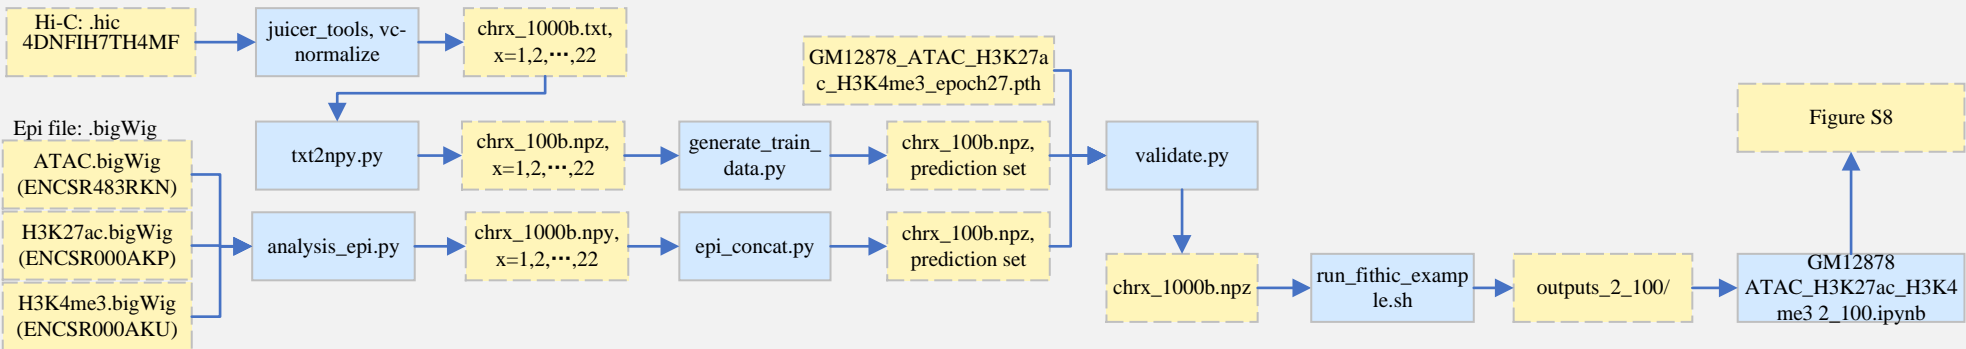 Hi-C: .hic
4DNFIH7TH4MF
juicer_tools, vc-
normalize
chrx_1000b.txt,
x=1,2,⋯,22
GM12878_ATAC_H3K27a
c_H3K4me3_epoch27.pth
Figure S8
Epi file: .bigWig
txt2npy.py
chrx_100b.npz,
x=1,2,⋯,22
generate_train_
data.py
chrx_100b.npz,
prediction set
validate.py
ATAC.bigWig
(ENCSR483RKN)
H3K27ac.bigWig
(ENCSR000AKP)
H3K4me3.bigWig
(ENCSR000AKU)
analysis_epi.py
chrx_1000b.npy,
x=1,2,⋯,22
epi_concat.py
chrx_100b.npz,
prediction set
chrx_1000b.npz
run_fithic_examp
le.sh
outputs_2_100/
GM12878
ATAC_H3K27ac_H3K4
me3 2_100.ipynb